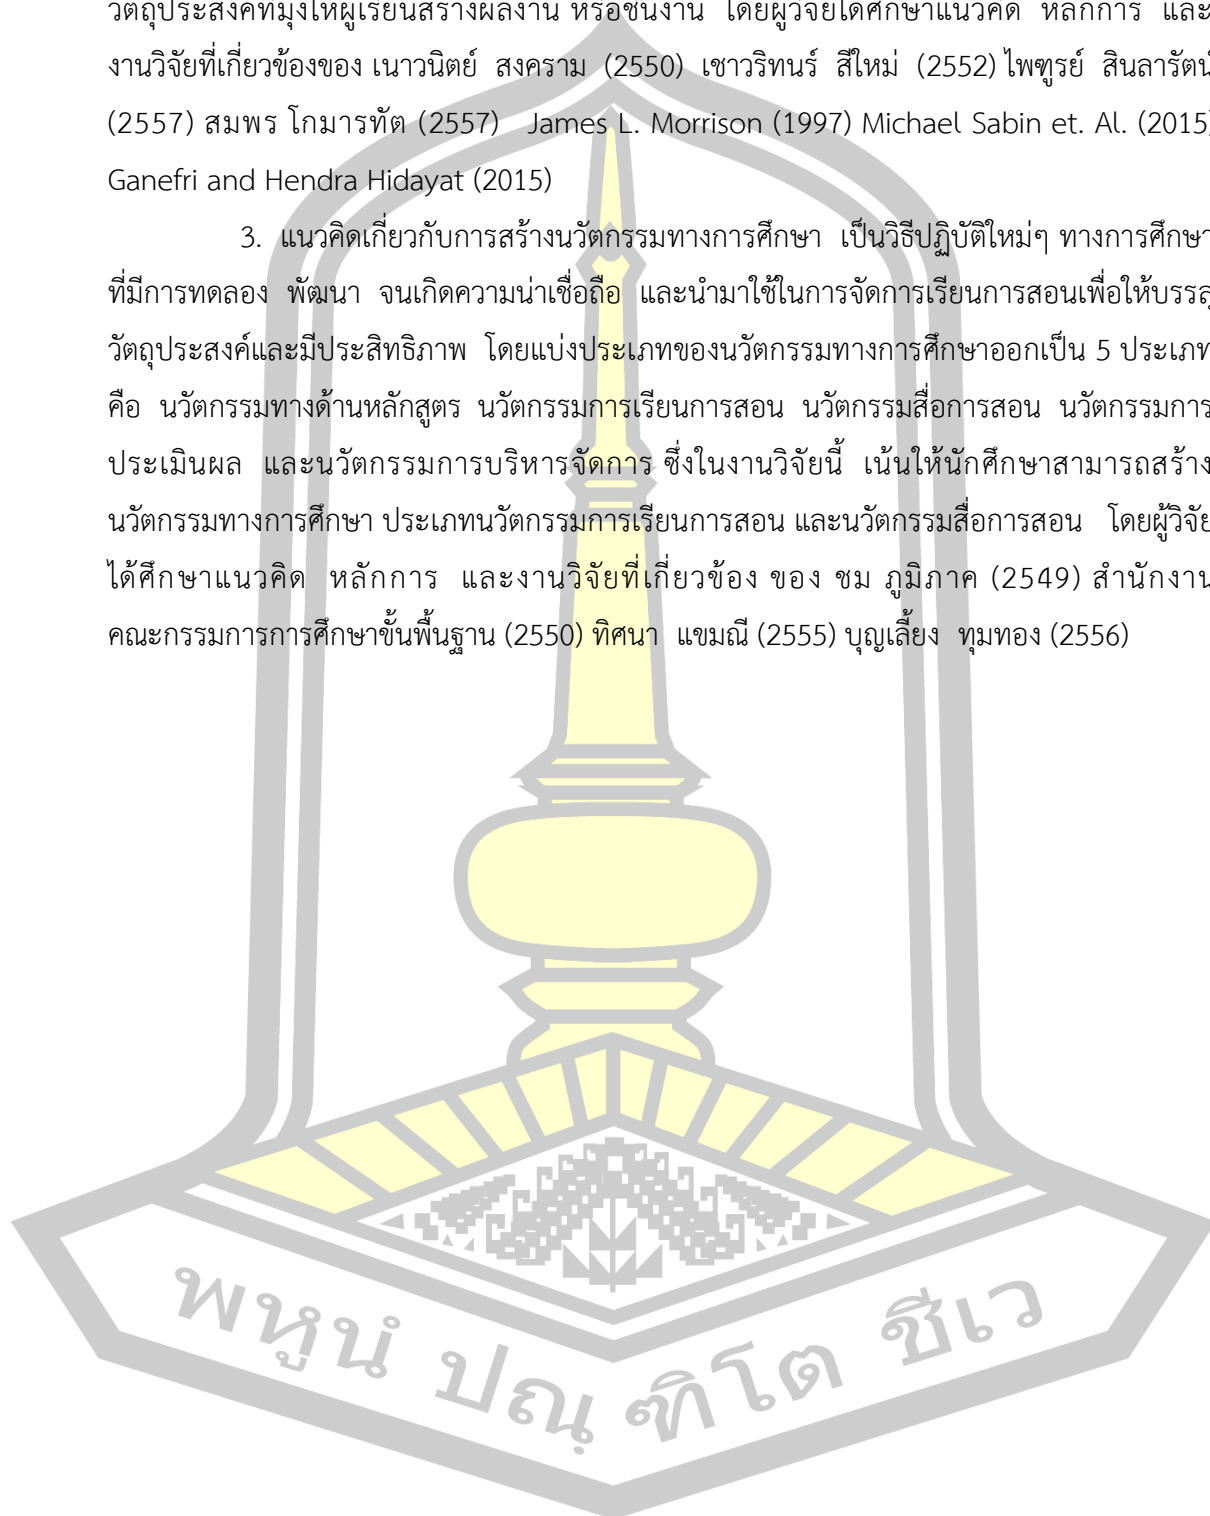 วัตถุประสงค์ที่มุ่งให้ผู้เรียนสร้างผลงาน หรือชิ้นงาน โดยผู้วิจัยได้ศึกษาแนวคิด หลักการ และ
งานวิจัยที่เกี่ยวข้องของ เนาวนิตย์ สงคราม (2550) เชาวริทนร์ สีใหม่ (2552) ไพฑูรย์ สินลารัตน์
(2557) สมพร โกมารทัต (2557) James L. Morrison (1997) Michael Sabin et. Al. (2015)
Ganefri and Hendra Hidayat (2015)
3. แนวคิดเกี่ยวกับการสร้างนวัตกรรมทางการศึกษา เป็นวิธีปฏิบัติใหม่ๆ ทางการศึกษา
ที่มีการทดลอง พัฒนา จนเกิดความน่าเชื่อถือ และนำมาใช้ในการจัดการเรียนการสอนเพื่อให้บรรลุ
วัตถุประสงค์และมีประสิทธิภาพ โดยแบ่งประเภทของนวัตกรรมทางการศึกษาออกเป็น 5 ประเภท
คือ นวัตกรรมทางด้านหลักสูตร นวัตกรรมการเรียนการสอน นวัตกรรมสื่อการสอน นวัตกรรมการ
ประเมินผล และนวัตกรรมการบริหารจัดการ ซึ่งในงานวิจัยนี้ เน้นให้นักศึกษาสามารถสร้าง
นวัตกรรมทางการศึกษา ประเภทนวัตกรรมการเรียนการสอน และนวัตกรรมสื่อการสอน โดยผู้วิจัย
ได้ศึกษาแนวคิด หลักการ และงานวิจัยที่เกี่ยวข้อง ของ ชม ภูมิภาค (2549) สำนักงาน
คณะกรรมการการศึกษาขั้นพื้นฐาน (2550) ทิศนา แขมณี (2555) บุญเลี้ยง ทุมทอง (2556)
พหูนํ ปณฺฑิโต ชีเว